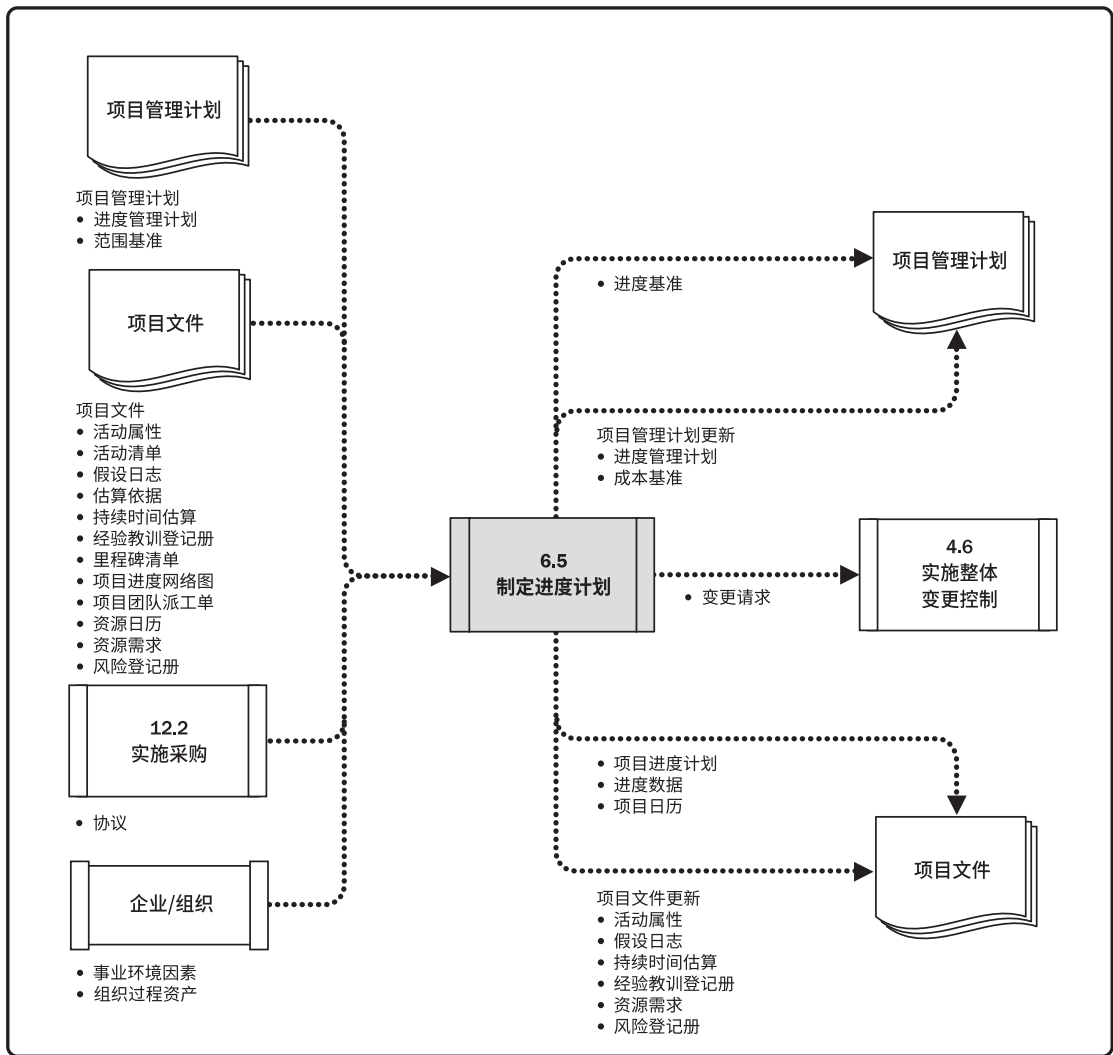 项目管理计划
项目管理计划
• 进度管理计划
• 范围基准
项目文件
项目文件
• 活动属性
• 活动清单
• 假设日志
• 估算依据
• 持续时间估算
• 经验教训登记册
• 里程碑清单
• 项目进度网络图
• 项目团队派工单
• 资源日历
• 资源需求
• 风险登记册
12.2
实施采购
• 协议
企业/组织
• 事业环境因素
• 组织过程资产
6.5
制定进度计划
• 进度基准
项目管理计划
项目管理计划更新
• 进度管理计划
• 成本基准
• 变更请求
4.6
实施整体
变更控制
• 项目进度计划
• 进度数据
• 项目日历
项目文件
项目文件更新
• 活动属性
• 假设日志
• 持续时间估算
• 经验教训登记册
• 资源需求
• 风险登记册